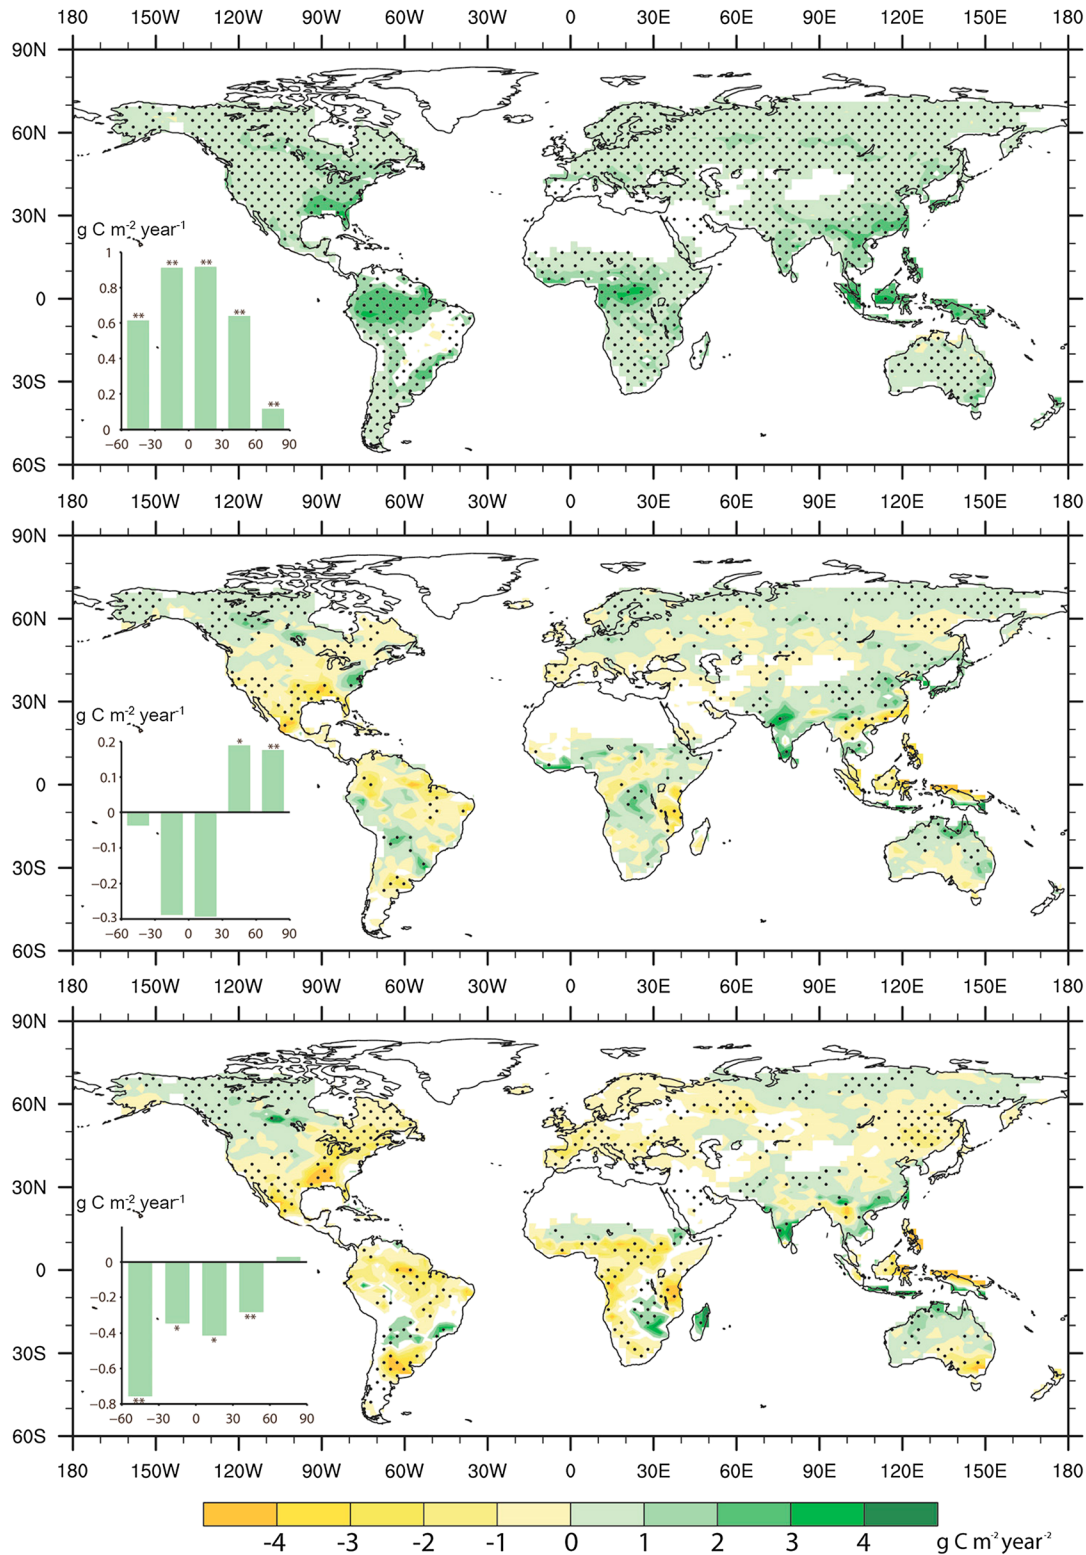 180 150W 120W 90W 60W 30W 0 30E 60E 90E 120E 150E 180
90N
60N
30N
0
30S
60S
g C m-2 year-1
1
0.8
0.6
0.4
0.2
0
** ** ** ** **
−60 −30 0 30 60 90
180 150W 120W 90W 60W 30W 0 30E 60E 90E 120E 150E 180
90N
60N
30N
0
30S
60S
g C m-2 year-1
0.2
0.1
0
−0.1
−0.2
−0.3
* **
−60 −30 0 30 60 90
180 150W 120W 90W 60W 30W 0 30E 60E 90E 120E 150E 180
90N
60N
30N
0
30S
60S
g C m-2 year-1
0
−0.2
−0.4
−0.6
−0.8
** * * **
−60 −30 0 30 60 90
180 150W 120W 90W 60W 30W 0 30E 60E 90E 120E 150E 180
-4 -3 -2 -1 0 1 2 3 4 g C m-2 year-2